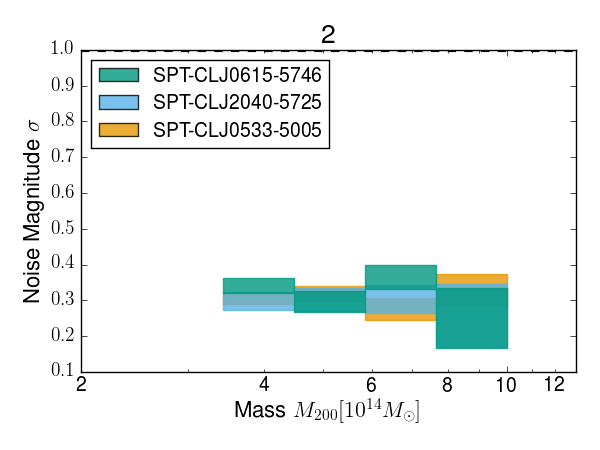 2
1.0
0.9
0.8
0.7
0.6
0.5
0.4
0.3
0.2
0.1
Noise Magnitude σ
SPT-CLJ0615-5746
SPT-CLJ2040-5725
SPT-CLJ0533-5005
2 4 6 8 10 12
Mass M₂₀₀[10¹⁴M☉]